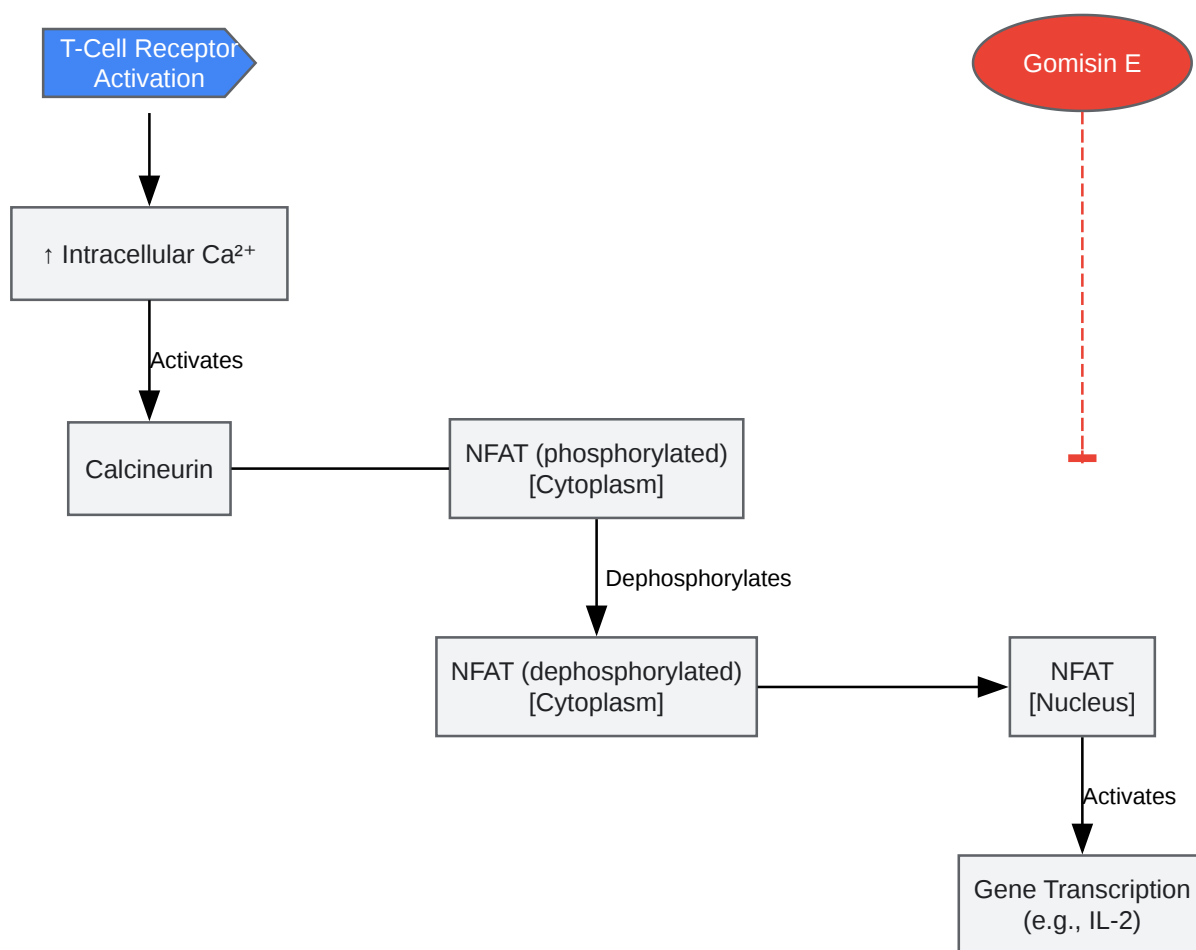 T-Cell Receptor
Activation
Gomisin E
↑ Intracellular Ca²⁺
Activates
Calcineurin
NFAT (phosphorylated)
[Cytoplasm]
Dephosphorylates
NFAT (dephosphorylated)
[Cytoplasm]
NFAT
[Nucleus]
Activates
Gene Transcription
(e.g., IL-2)